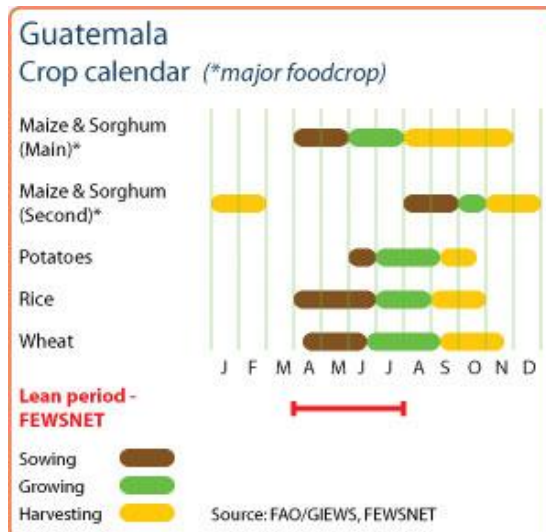 Guatemala
Crop calendar (*major foodcrop)
Maize & Sorghum
(Main)*
Maize & Sorghum
(Second)*
Potatoes
Rice
Wheat
J F M A M J J A S O N D
Lean period -
FEWSNET
Sowing
Growing
Harvesting
Source: FAO/GIEWS, FEWSNET